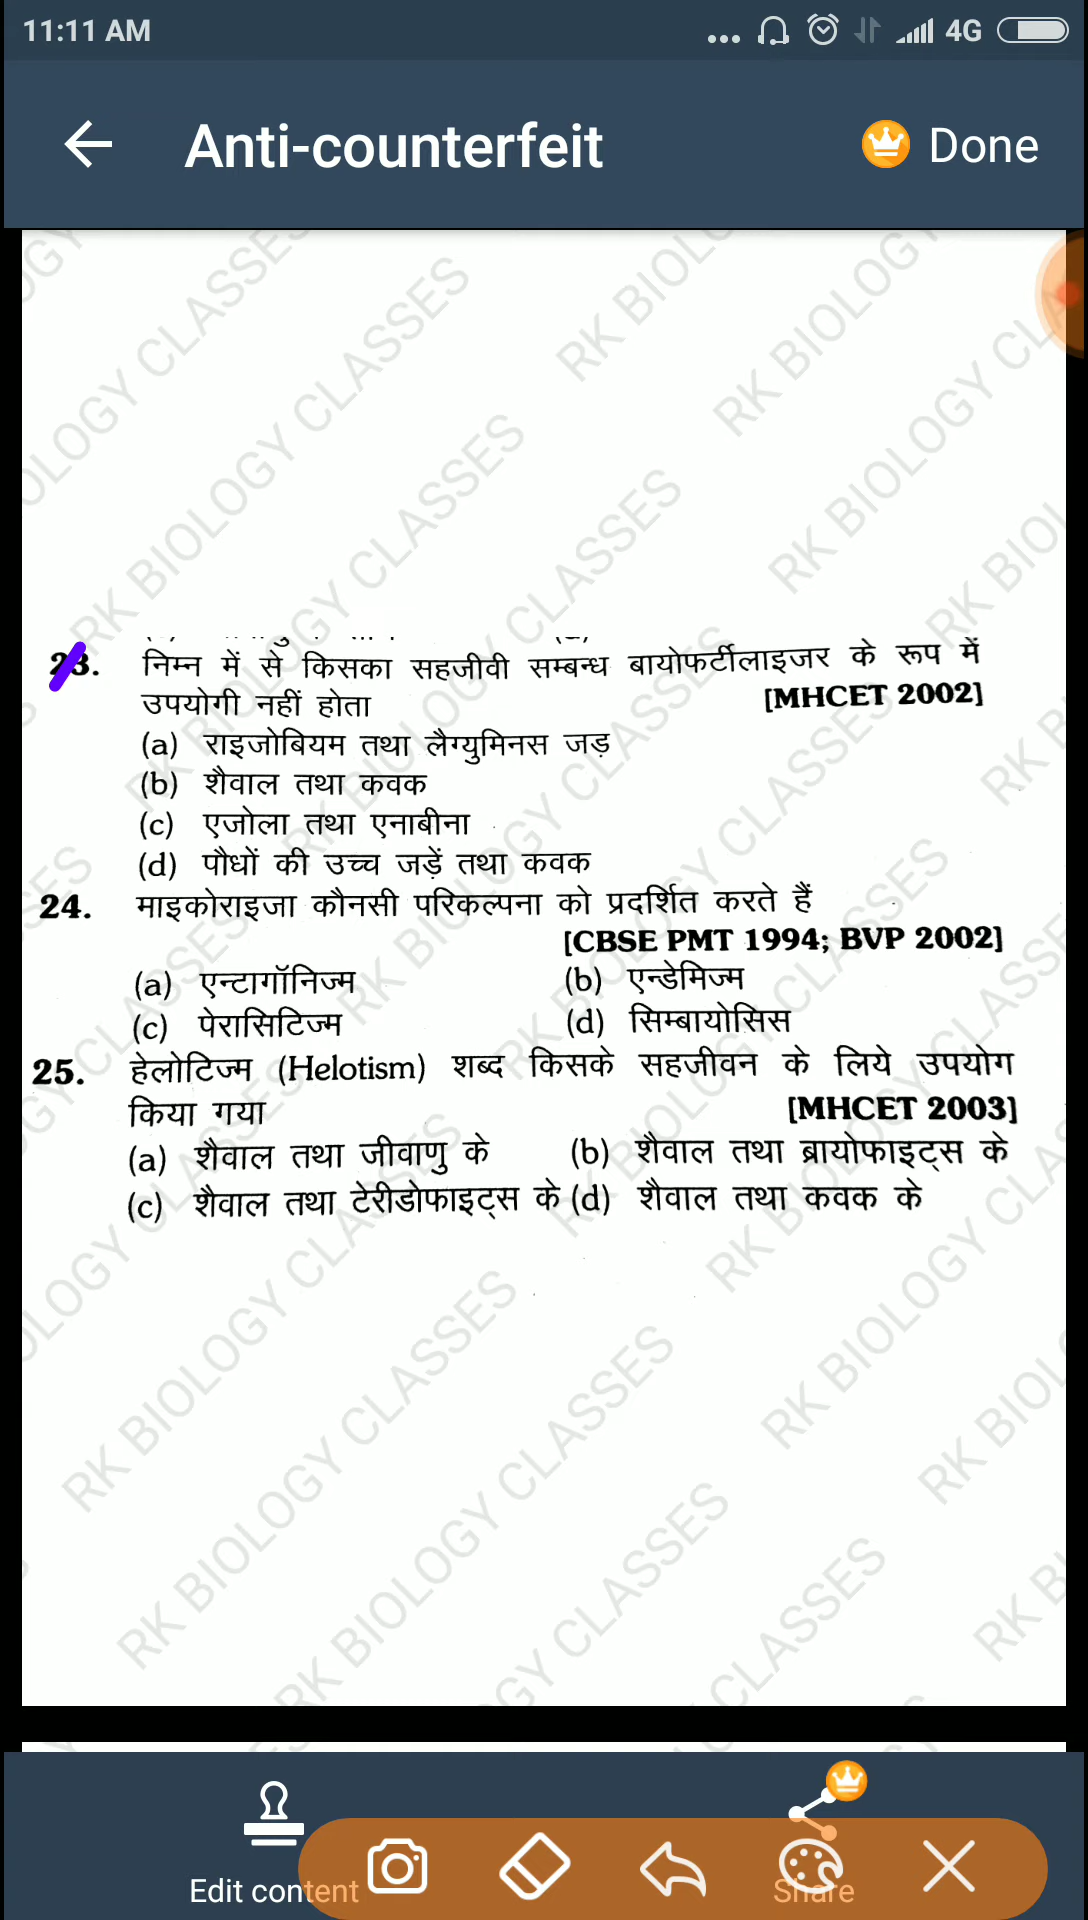 11:11 AM
4G
Anti-counterfeit
Done
23. निम्न में से किसका सहजीवी सम्बन्ध बायोफर्टीलाइजर के रूप में
उपयोगी नहीं होता [MHCET 2002]
(a) राइजोबियम तथा लैग्युमिनस जड़
(b) शैवाल तथा कवक
(c) एजोला तथा एनाबीना
(d) पौधों की उच्च जड़ें तथा कवक
24. माइकोराइजा कौनसी परिकल्पना को प्रदर्शित करते हैं
[CBSE PMT 1994; BVP 2002]
(a) एन्टागॉनिज्म (b) एन्डेमिज्म
(c) पेरासिटिज्म (d) सिम्बायोसिस
25. हेलोटिज्म (Helotism) शब्द किसके सहजीवन के लिये उपयोग
किया गया [MHCET 2003]
(a) शैवाल तथा जीवाणु के (b) शैवाल तथा ब्रायोफाइट्स के
(c) शैवाल तथा टेरीडोफाइट्स के (d) शैवाल तथा कवक के
RK BIOLOGY CLASSES
Edit content
Share